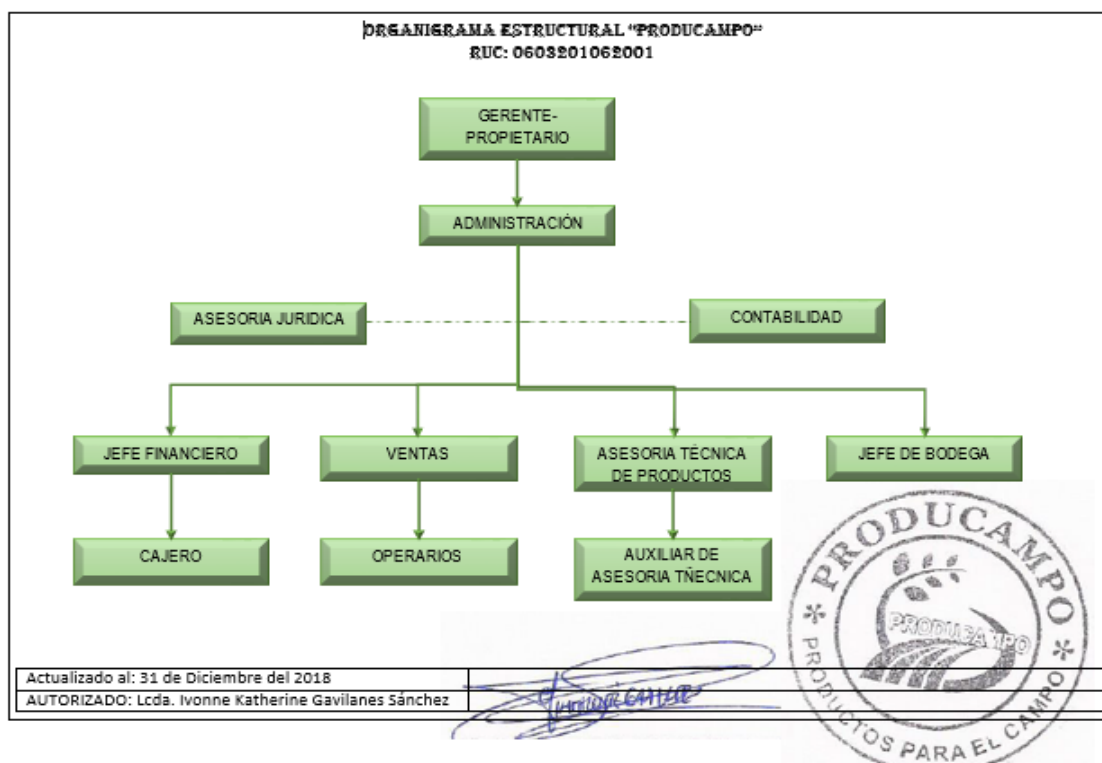 ORGANIGRAMA ESTRUCTURAL “PRODUCAMPO”
RUC: 0603201062001
GERENTE-
PROPIETARIO
ADMINISTRACIÓN
ASESORIA JURIDICA
CONTABILIDAD
JEFE FINANCIERO
VENTAS
ASESORIA TÉCNICA
DE PRODUCTOS
JEFE DE BODEGA
CAJERO
OPERARIOS
AUXILIAR DE
ASESORIA TÑECNICA
PRODUCAMPO
PRODUCAMPO
PRODUCTOS PARA EL CAMPO
Actualizado al: 31 de Diciembre del 2018
AUTORIZADO: Lcda. Ivonne Katherine Gavilanes Sánchez